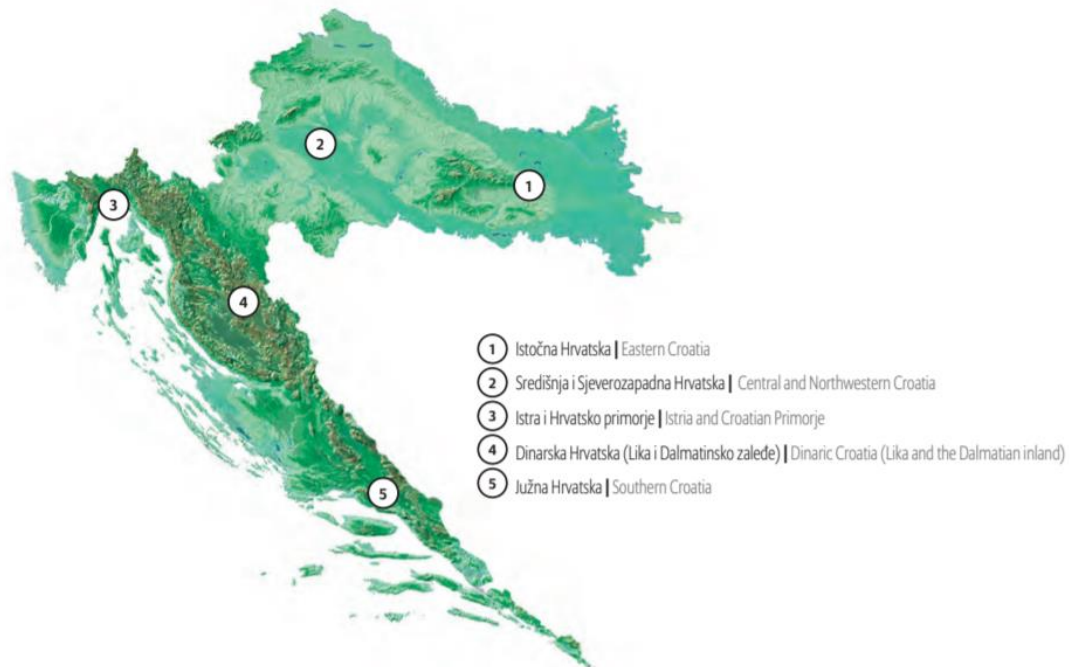 2
1
3
4
5
1 Istočna Hrvatska | Eastern Croatia
2 Središnja i Sjeverozapadna Hrvatska | Central and Northwestern Croatia
3 Istra i Hrvatsko primorje | Istria and Croatian Primorje
4 Dinarska Hrvatska (Lika i Dalmatinsko zaleđe) | Dinaric Croatia (Lika and the Dalmatian inland)
5 Južna Hrvatska | Southern Croatia